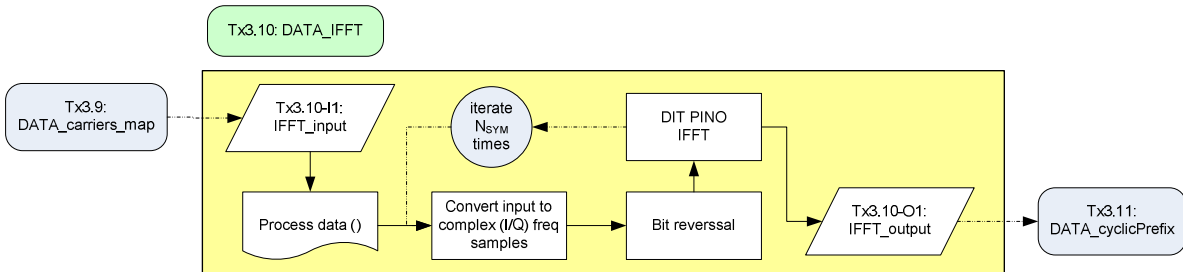 Tx3.10: DATA_IFFT
Tx3.9:
DATA_carriers_map
Tx3.10-I1:
IFFT_input
iterate
NSYM
times
DIT PINO
IFFT
Process data ()
Convert input to
complex (I/Q) freq
samples
Bit reverssal
Tx3.10-O1:
IFFT_output
Tx3.11:
DATA_cyclicPrefix